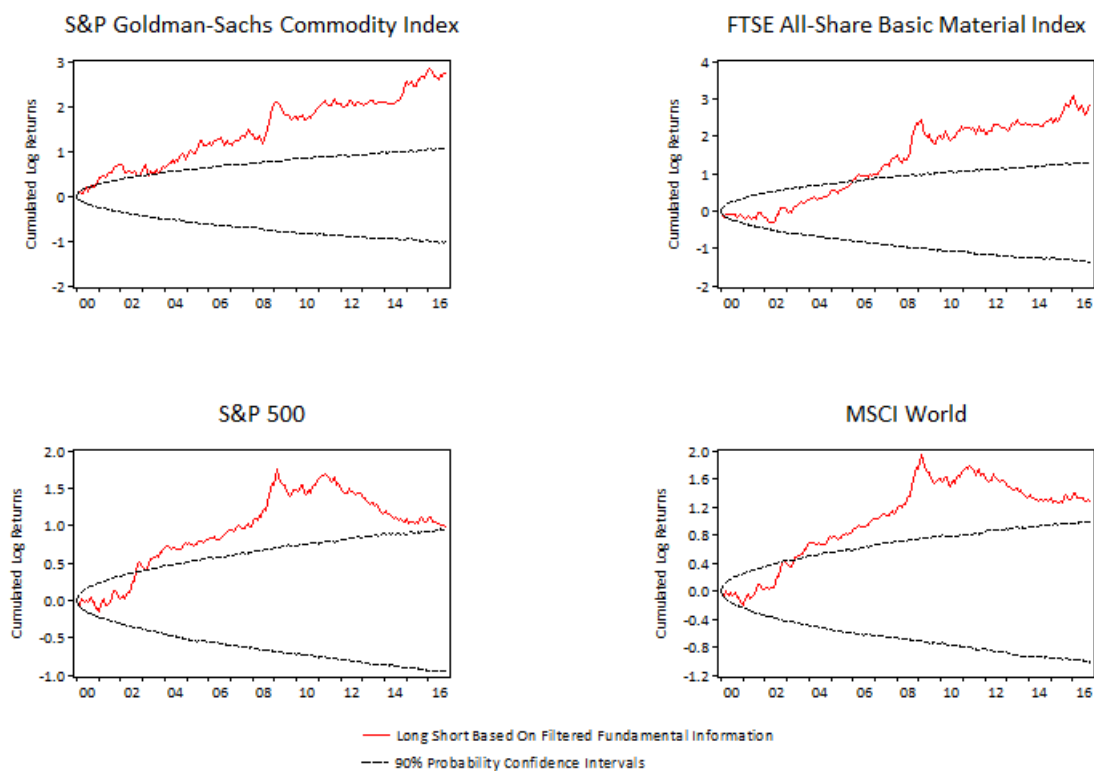 S&P Goldman-Sachs Commodity Index
Cumulated Log Returns
3
2
1
0
-1
-2
00 02 04 06 08 10 12 14 16
FTSE All-Share Basic Material Index
Cumulated Log Returns
4
3
2
1
0
-1
-2
00 02 04 06 08 10 12 14 16
S&P 500
Cumulated Log Returns
2.0
1.5
1.0
0.5
0.0
-0.5
-1.0
00 02 04 06 08 10 12 14 16
MSCI World
Cumulated Log Returns
2.0
1.6
1.2
0.8
0.4
0.0
-0.4
-0.8
-1.2
00 02 04 06 08 10 12 14 16
Long Short Based On Filtered Fundamental Information
90% Probability Confidence Intervals